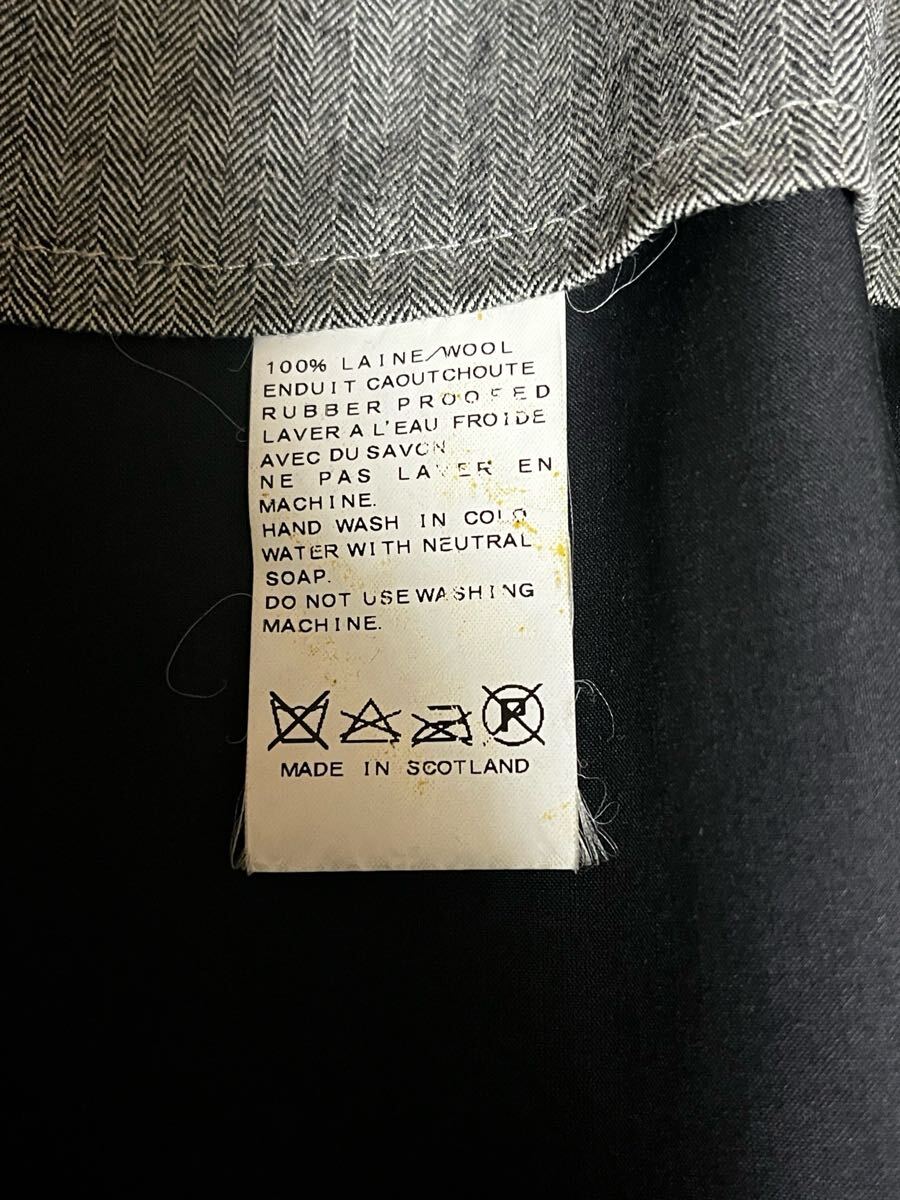 100% LAINE/WOOL
ENDUIT CAOUTCHOUTE
RUBBER PROOFED
LAVER A L'EAU FROIDE
AVEC DU SAVON
NE PAS LAVER EN
MACHINE.
HAND WASH IN COLD
WATER WITH NEUTRAL
SOAP.
DO NOT USE WASHING
MACHINE.
R
MADE IN SCOTLAND